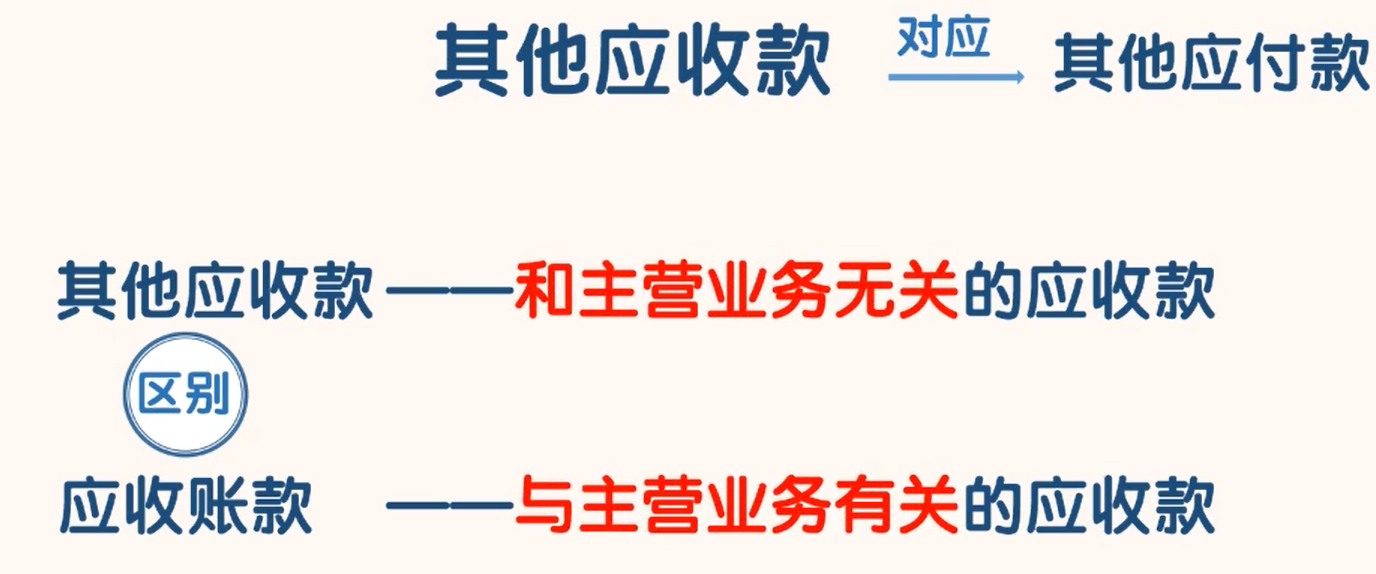 其他应收款 对应 其他应付款
其他应收款——和主营业务无关的应收款
区别
应收账款 ——与主营业务有关的应收款